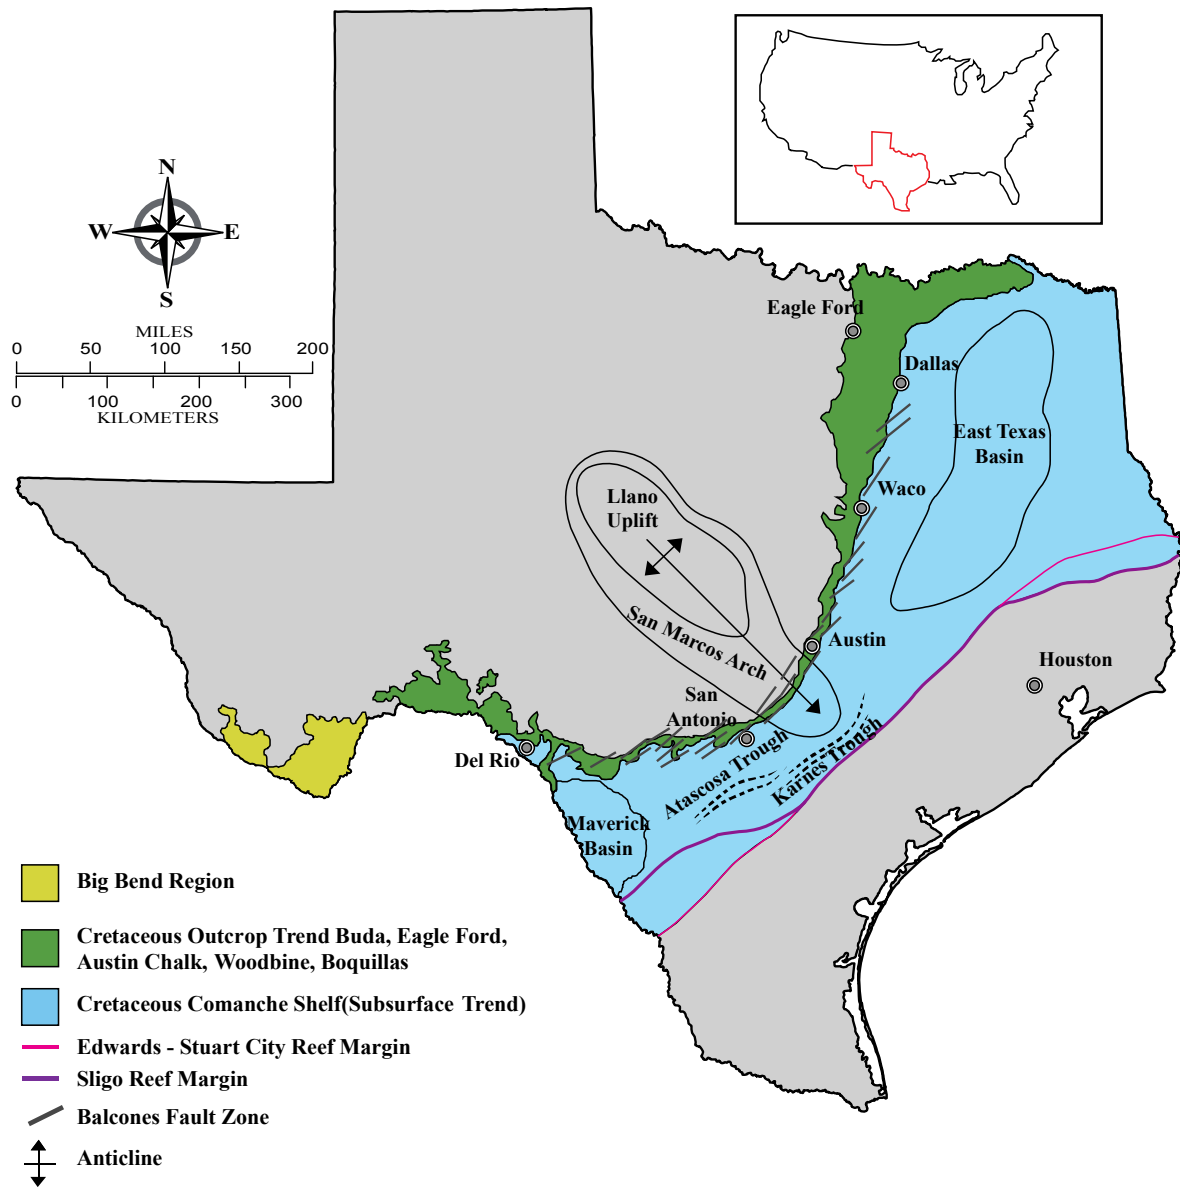 N
W E
S
MILES
0 50 100 150 200
0 100 200 300
KILOMETERS
Eagle Ford
Dallas
East Texas
Basin
Waco
Llano
Uplift
San Marcos Arch
Austin
Houston
San
Antonio
Del Rio
Atascosa Trough
Karnes Trough
Maverick
Basin
Big Bend Region
Cretaceous Outcrop Trend Buda, Eagle Ford,
Austin Chalk, Woodbine, Boquillas
Cretaceous Comanche Shelf(Subsurface Trend)
Edwards - Stuart City Reef Margin
Sligo Reef Margin
Balcones Fault Zone
Anticline